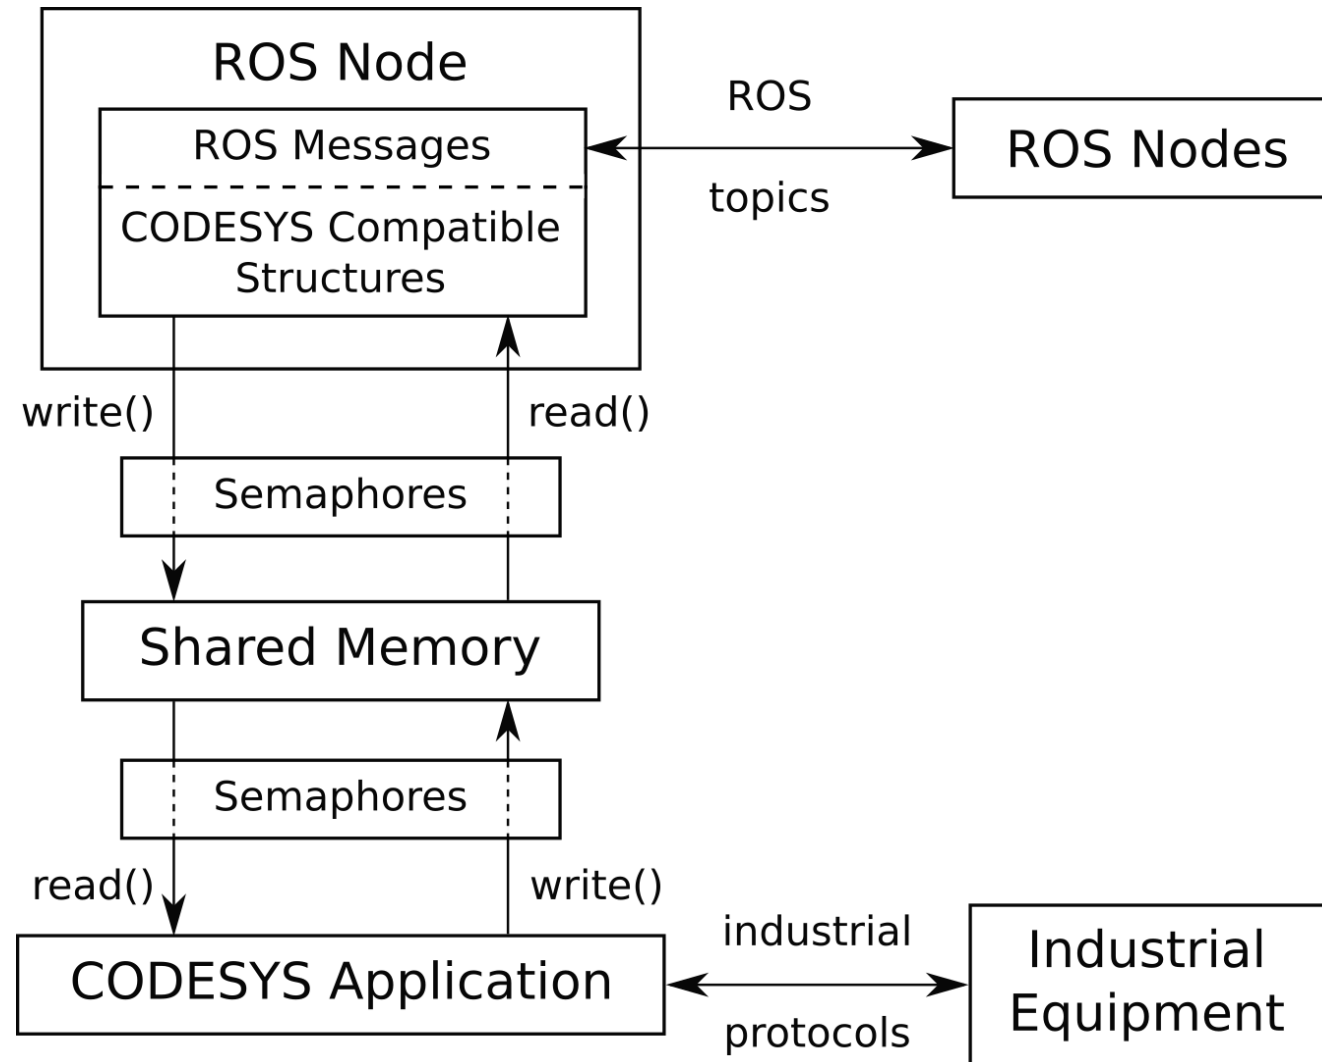 ROS Node
ROS Messages
CODESYS Compatible
Structures
ROS
topics
ROS Nodes
write()
read()
Semaphores
Shared Memory
Semaphores
read()
write()
CODESYS Application
industrial
protocols
Industrial
Equipment